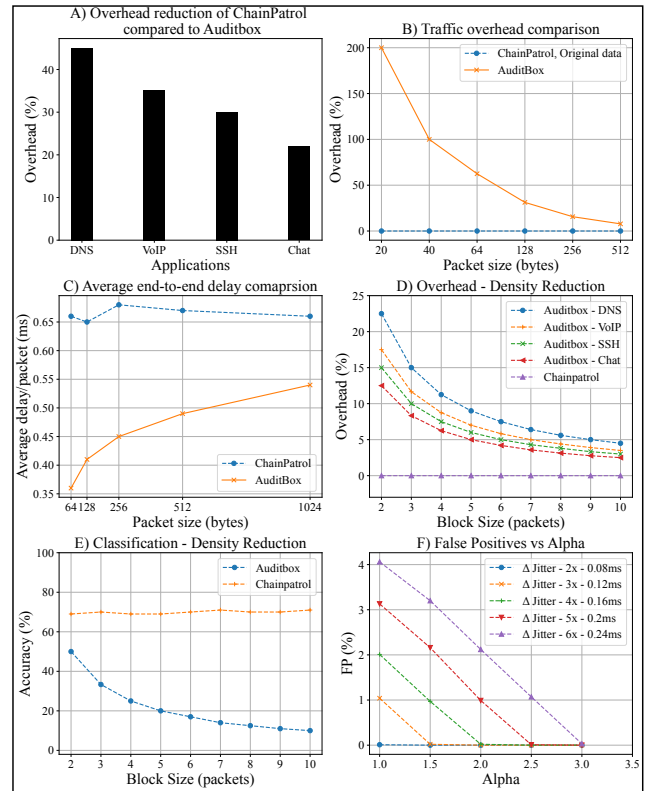 A) Overhead reduction of ChainPatrol
compared to Auditbox
Overhead (%)
40
30
20
10
0
DNS VoIP SSH Chat
Applications
B) Traffic overhead comparison
ChainPatrol, Original data
AuditBox
Overhead (%)
200
150
100
50
0
20 40 64 128 256 512
Packet size (bytes)
C) Average end-to-end delay comaprsion
Average delay/packet (ms)
0.65
0.60
0.55
0.50
0.45
0.40
0.35
ChainPatrol
AuditBox
64 128 256 512 1024
Packet size (bytes)
D) Overhead - Density Reduction
Auditbox - DNS
Auditbox - VoIP
Auditbox - SSH
Auditbox - Chat
Chainpatrol
Overhead (%)
25
20
15
10
5
0
2 3 4 5 6 7 8 9 10
Block Size (packets)
E) Classification - Density Reduction
Auditbox
Chainpatrol
Accuracy (%)
100
80
60
40
20
0
2 3 4 5 6 7 8 9 10
Block Size (packets)
F) False Positives vs Alpha
Δ Jitter - 2x - 0.08ms
Δ Jitter - 3x - 0.12ms
Δ Jitter - 4x - 0.16ms
Δ Jitter - 5x - 0.2ms
Δ Jitter - 6x - 0.24ms
FP (%)
4
3
2
1
0
1.0 1.5 2.0 2.5 3.0 3.5
Alpha